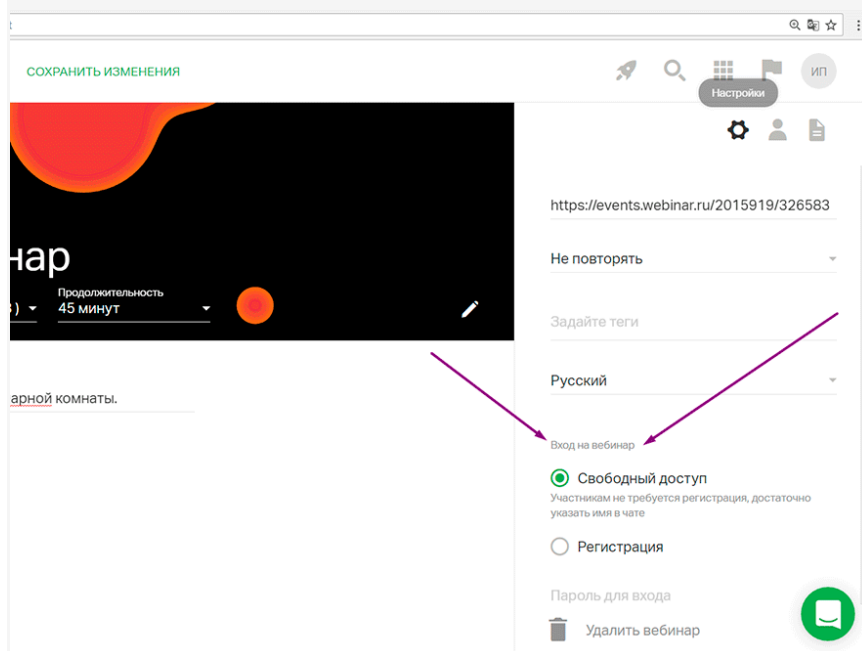 СОХРАНИТЬ ИЗМЕНЕНИЯ
ИП
Настройки
https://events.webinar.ru/2015919/326583
нар
Не повторять
Продолжительность
) 45 минут
Задайте теги
Русский
арной комнаты.
Вход на вебинар
Свободный доступ
Участникам не требуется регистрация, достаточно
указать имя в чате
Регистрация
Пароль для входа
Удалить вебинар